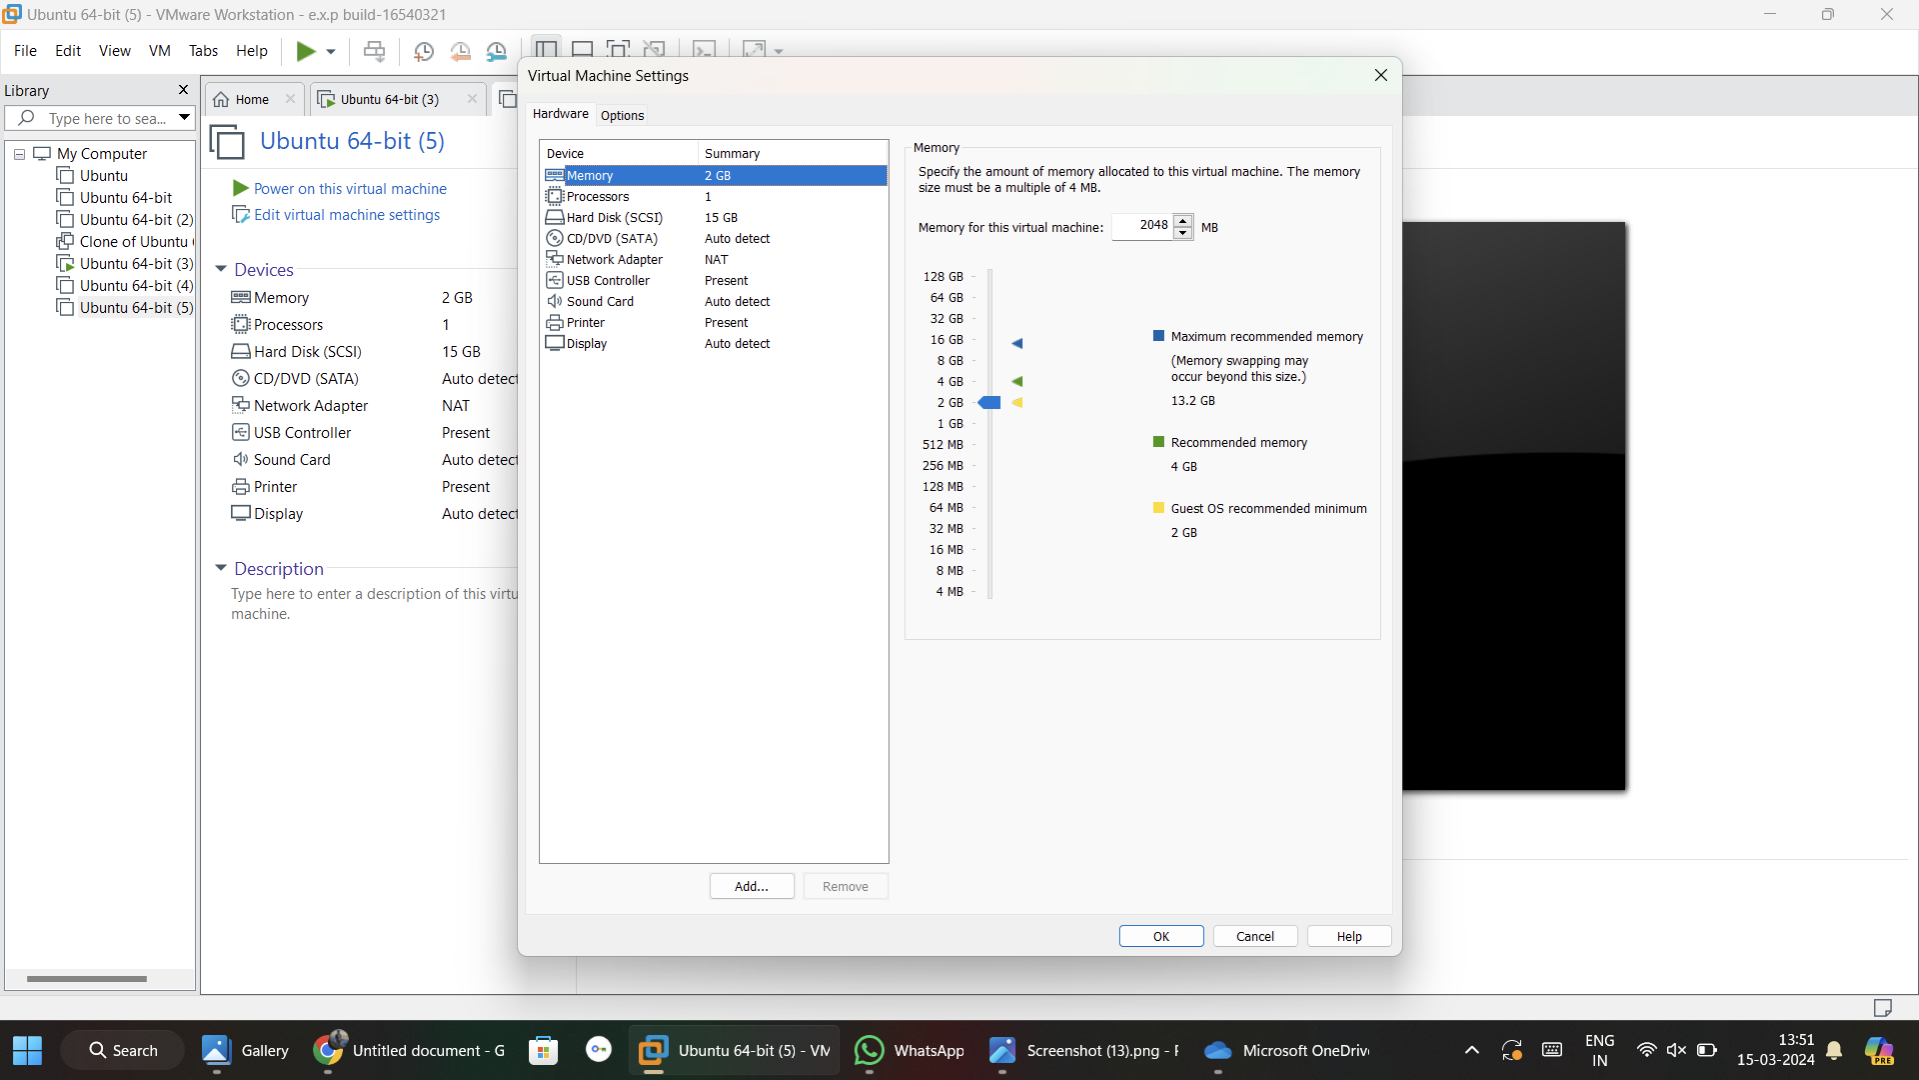 Ubuntu 64-bit (5) - VMware Workstation - e.x.p build-16540321
File Edit View VM Tabs Help
Library
Type here to sea...
My Computer
Ubuntu
Ubuntu 64-bit
Ubuntu 64-bit (2)
Clone of Ubuntu (
Ubuntu 64-bit (3)
Ubuntu 64-bit (4)
Ubuntu 64-bit (5)
Home
Ubuntu 64-bit (3)
Ubuntu 64-bit (5)
Power on this virtual machine
Edit virtual machine settings
Devices
Memory 2 GB
Processors 1
Hard Disk (SCSI) 15 GB
CD/DVD (SATA) Auto detect
Network Adapter NAT
USB Controller Present
Sound Card Auto detect
Printer Present
Display Auto detect
Description
Type here to enter a description of this virtu
machine.
Virtual Machine Settings
Hardware Options
Device Summary
Memory 2 GB
Processors 1
Hard Disk (SCSI) 15 GB
CD/DVD (SATA) Auto detect
Network Adapter NAT
USB Controller Present
Sound Card Auto detect
Printer Present
Display Auto detect
Add... Remove
Memory
Specify the amount of memory allocated to this virtual machine. The memory
size must be a multiple of 4 MB.
Memory for this virtual machine: 2048 MB
128 GB
64 GB
32 GB
16 GB
8 GB
4 GB
2 GB
1 GB
512 MB
256 MB
128 MB
64 MB
32 MB
16 MB
8 MB
4 MB
Maximum recommended memory
(Memory swapping may
occur beyond this size.)
13.2 GB
Recommended memory
4 GB
Guest OS recommended minimum
2 GB
OK Cancel Help
Search
Gallery
Untitled document - G
Ubuntu 64-bit (5) - VM
WhatsApp
Screenshot (13).png - P
Microsoft OneDriv
ENG
IN
13:51
15-03-2024
PRE